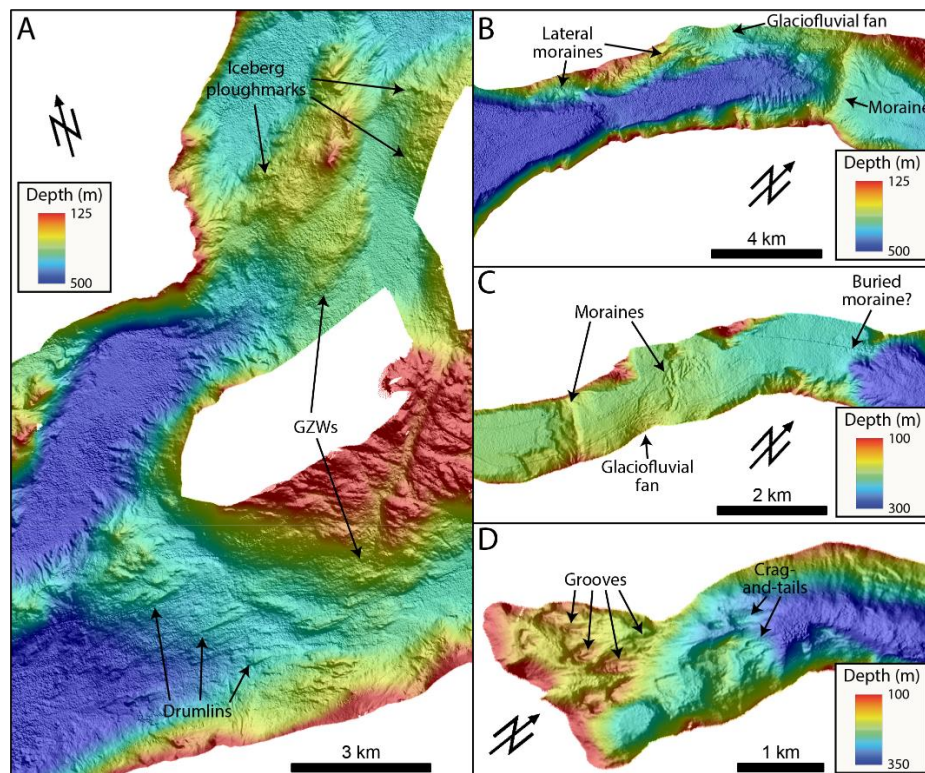 A
Iceberg
ploughmarks
Depth (m)
125
500
GZWs
Drumlins
3 km
B
Glaciofluvial fan
Lateral
moraines
Moraine
Depth (m)
125
500
4 km
C
Moraines
Buried
moraine?
Glaciofluvial
fan
Depth (m)
100
300
2 km
D
Grooves
Crag-
and-tails
Depth (m)
100
350
1 km